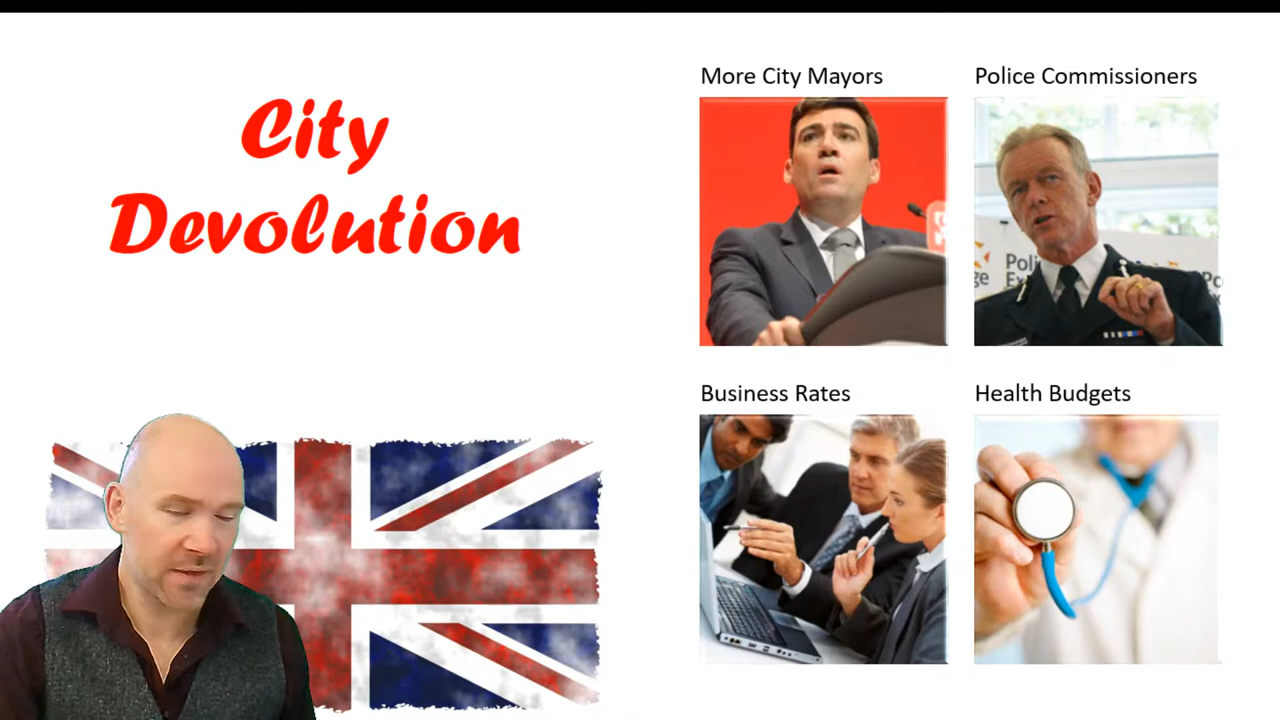 City
Devolution
More City Mayors
Police Commissioners
Business Rates
Health Budgets